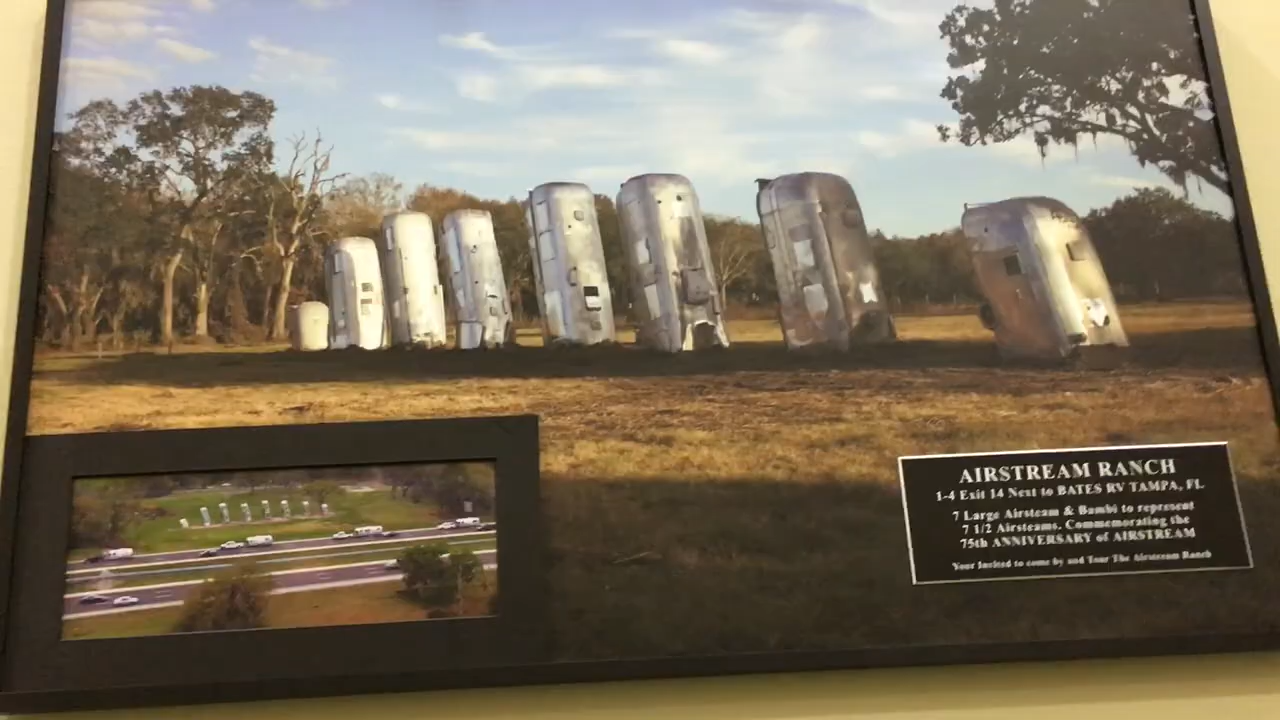 AIRSTREAM RANCH
1-4 Exit 14 Next to BATES RV TAMPA, FL
7 Large Airsteam & Bambi to represent
7 1/2 Airsteams. Commemorating the
75th ANNIVERSARY of AIRSTREAM
Your Invited to come by and Tour The Airstream Ranch